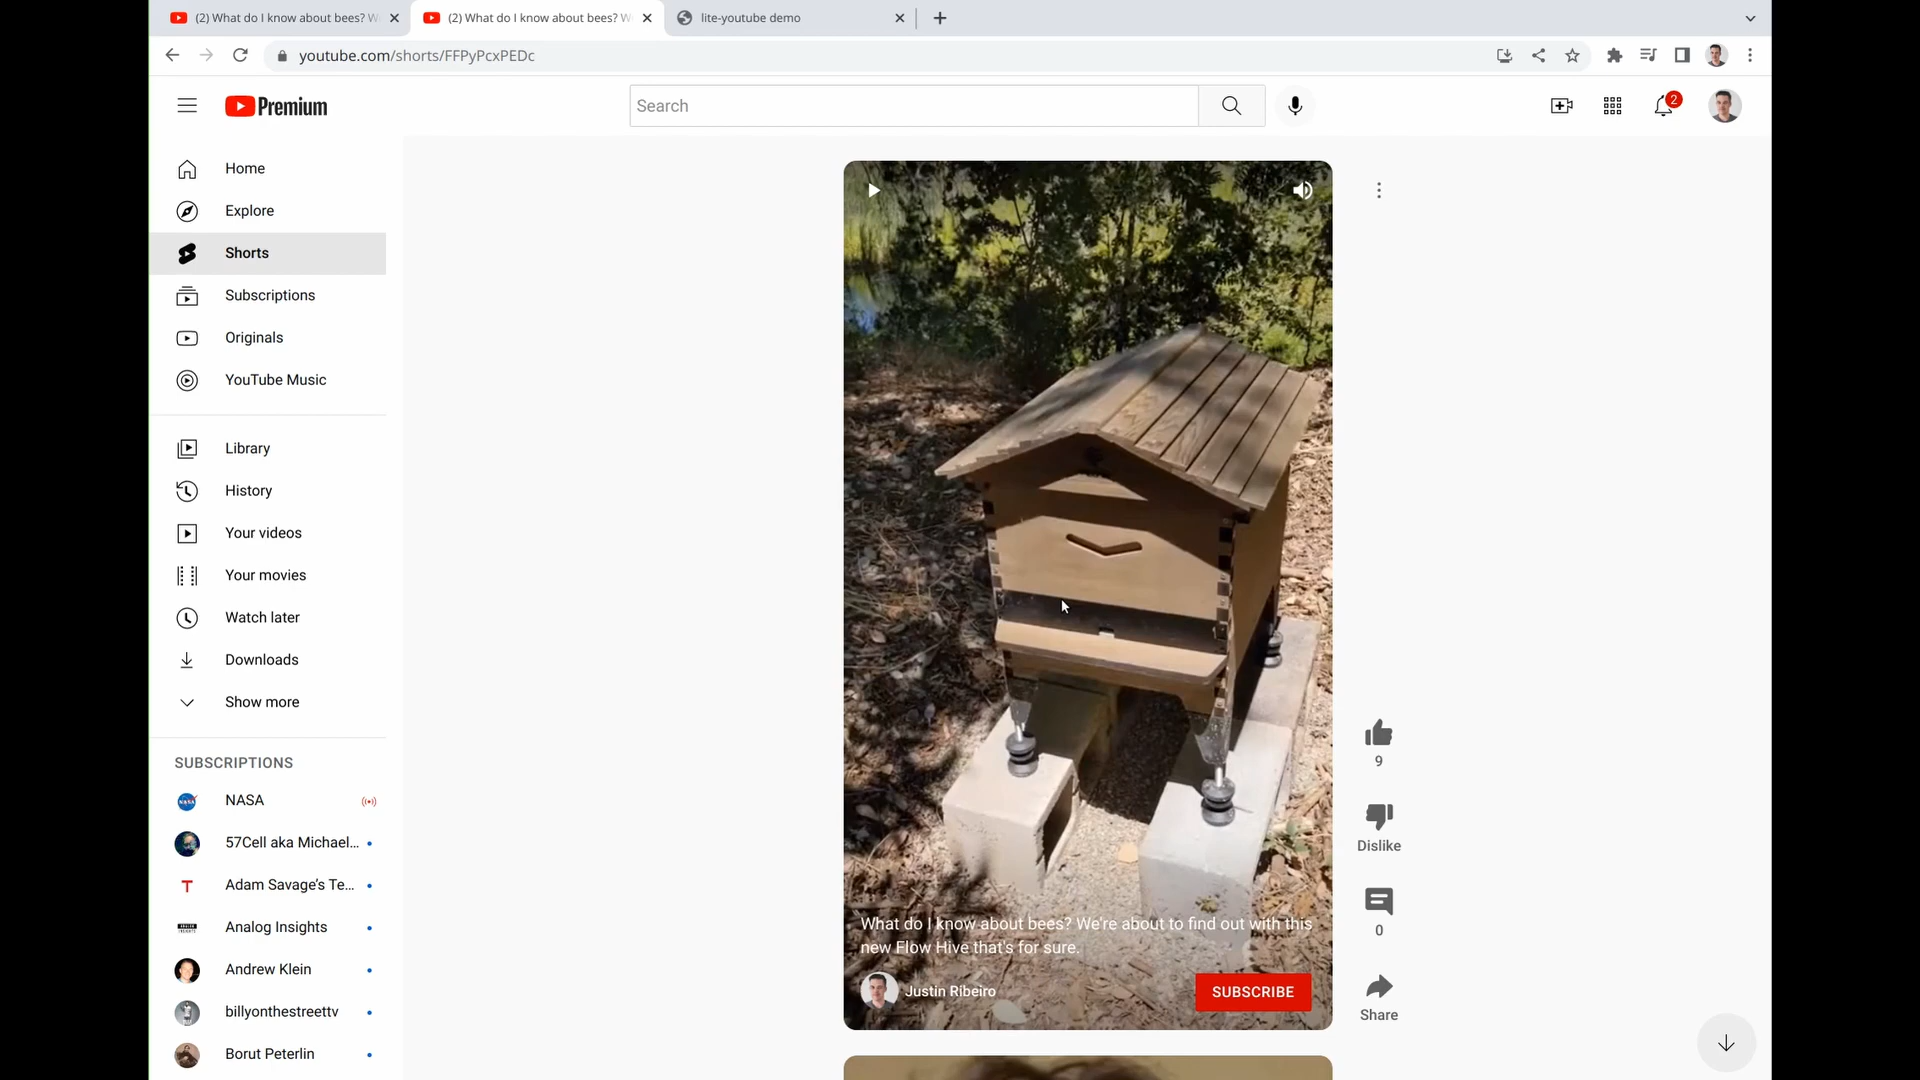 (2) What do I know about bees? W
(2) What do I know about bees? W
lite-youtube demo
youtube.com/shorts/FFPyPcxPEDc
Premium
Search
2
Home
Explore
Shorts
Subscriptions
Originals
YouTube Music
Library
History
Your videos
Your movies
Watch later
Downloads
Show more
SUBSCRIPTIONS
NASA
57Cell aka Michael...
Adam Savage's Te...
Analog Insights
Andrew Klein
billyonthestreettv
Borut Peterlin
What do I know about bees? We're about to find out with this
new Flow Hive that's for sure.
Justin Ribeiro
SUBSCRIBE
9
Dislike
0
Share